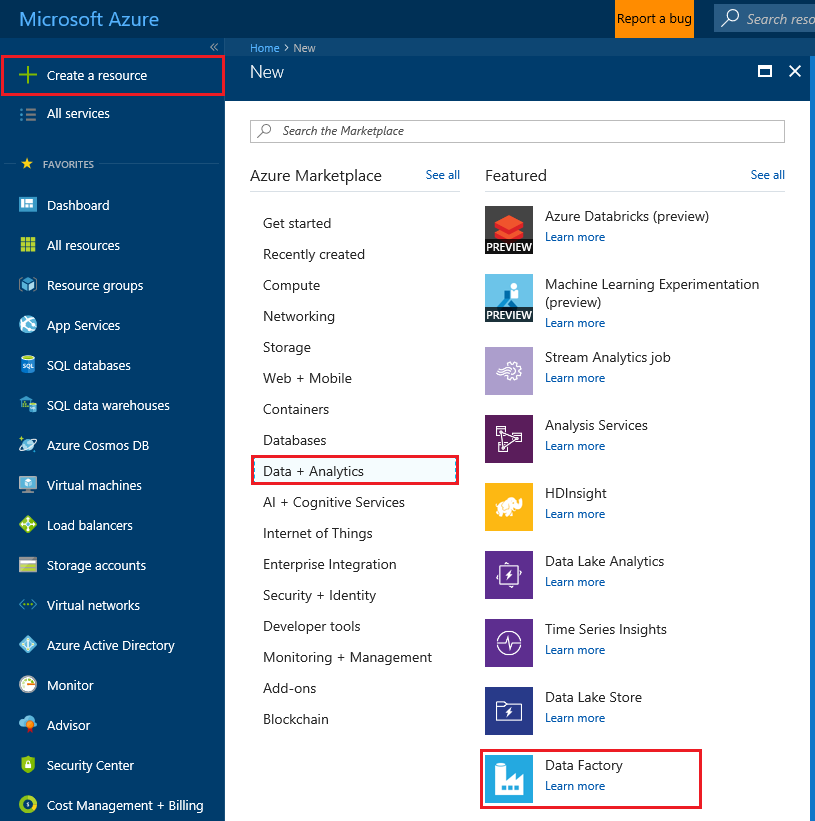 Microsoft Azure
Report a bug
Search reso
Create a resource
All services
FAVORITES
Dashboard
All resources
Resource groups
App Services
SQL databases
SQL data warehouses
Azure Cosmos DB
Virtual machines
Load balancers
Storage accounts
Virtual networks
Azure Active Directory
Monitor
Advisor
Security Center
Cost Management + Billing
Home > New
New
Search the Marketplace
Azure Marketplace
See all
Get started
Recently created
Compute
Networking
Storage
Web + Mobile
Containers
Databases
Data + Analytics
AI + Cognitive Services
Internet of Things
Enterprise Integration
Security + Identity
Developer tools
Monitoring + Management
Add-ons
Blockchain
Featured
See all
PREVIEW
Azure Databricks (preview)
Learn more
PREVIEW
Machine Learning Experimentation
(preview)
Learn more
Stream Analytics job
Learn more
Analysis Services
Learn more
HDInsight
Learn more
Data Lake Analytics
Learn more
Time Series Insights
Learn more
Data Lake Store
Learn more
Data Factory
Learn more